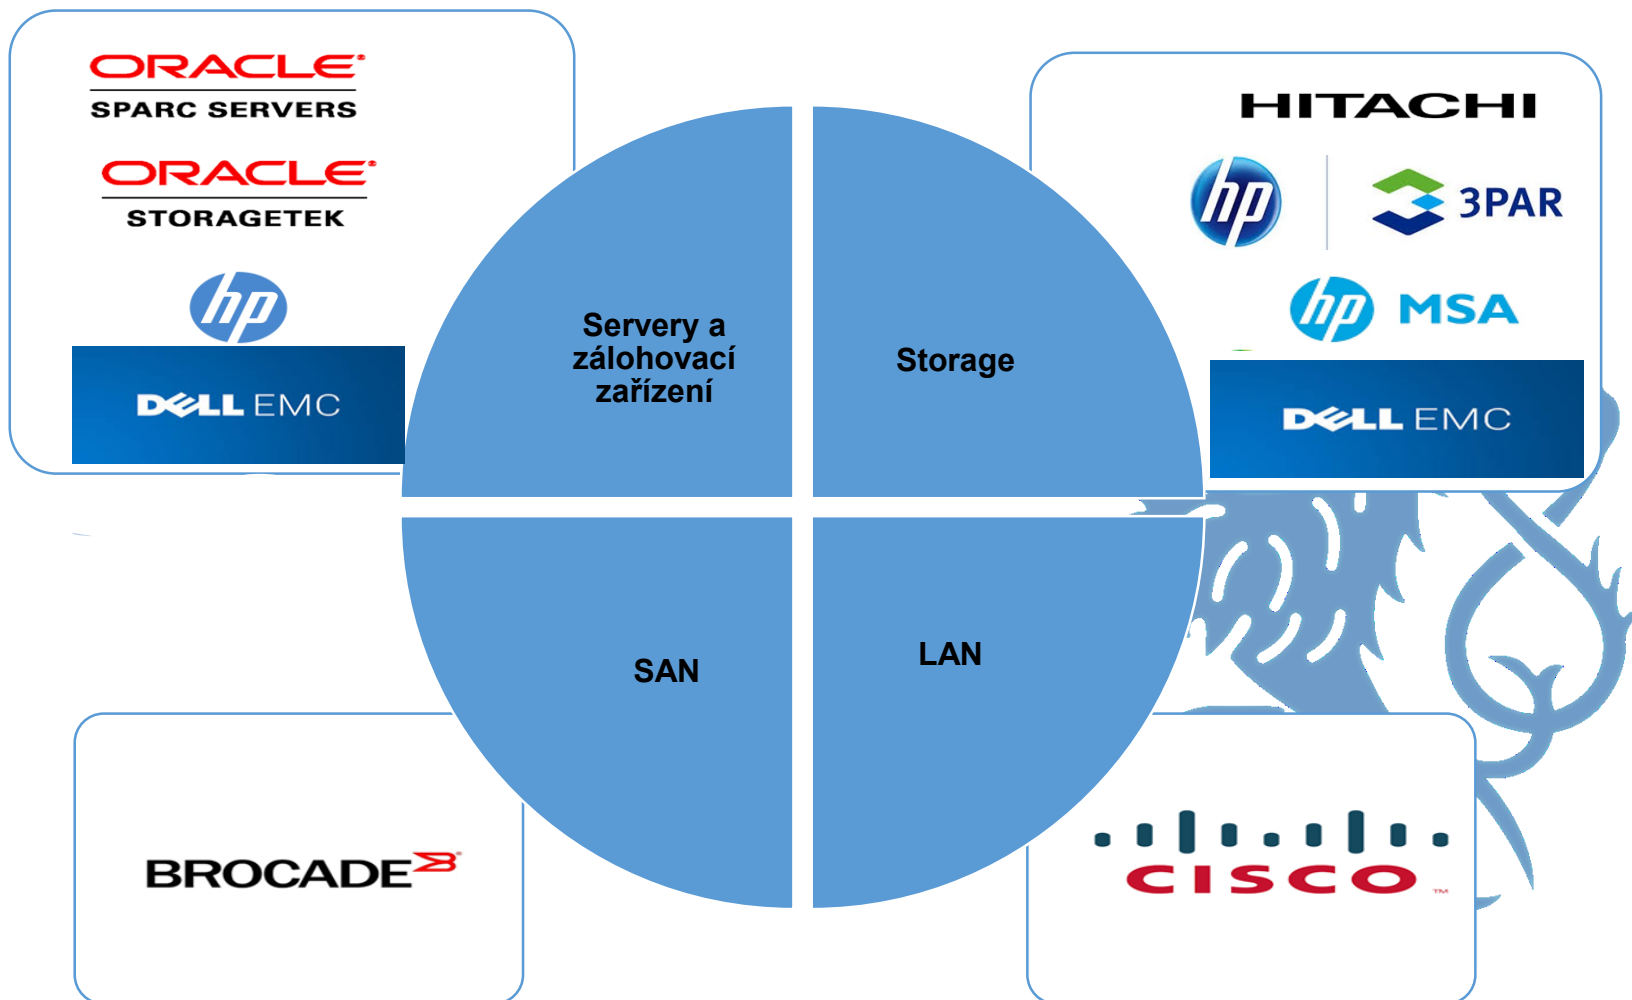 ORACLE
SPARC SERVERS
ORACLE
STORAGETEK
hp
DELL EMC
Servery a
zálohovací
zařízení
Storage
HITACHI
hp 3PAR
hp MSA
DELL EMC
SAN
LAN
BROCADE
CISCO
TM